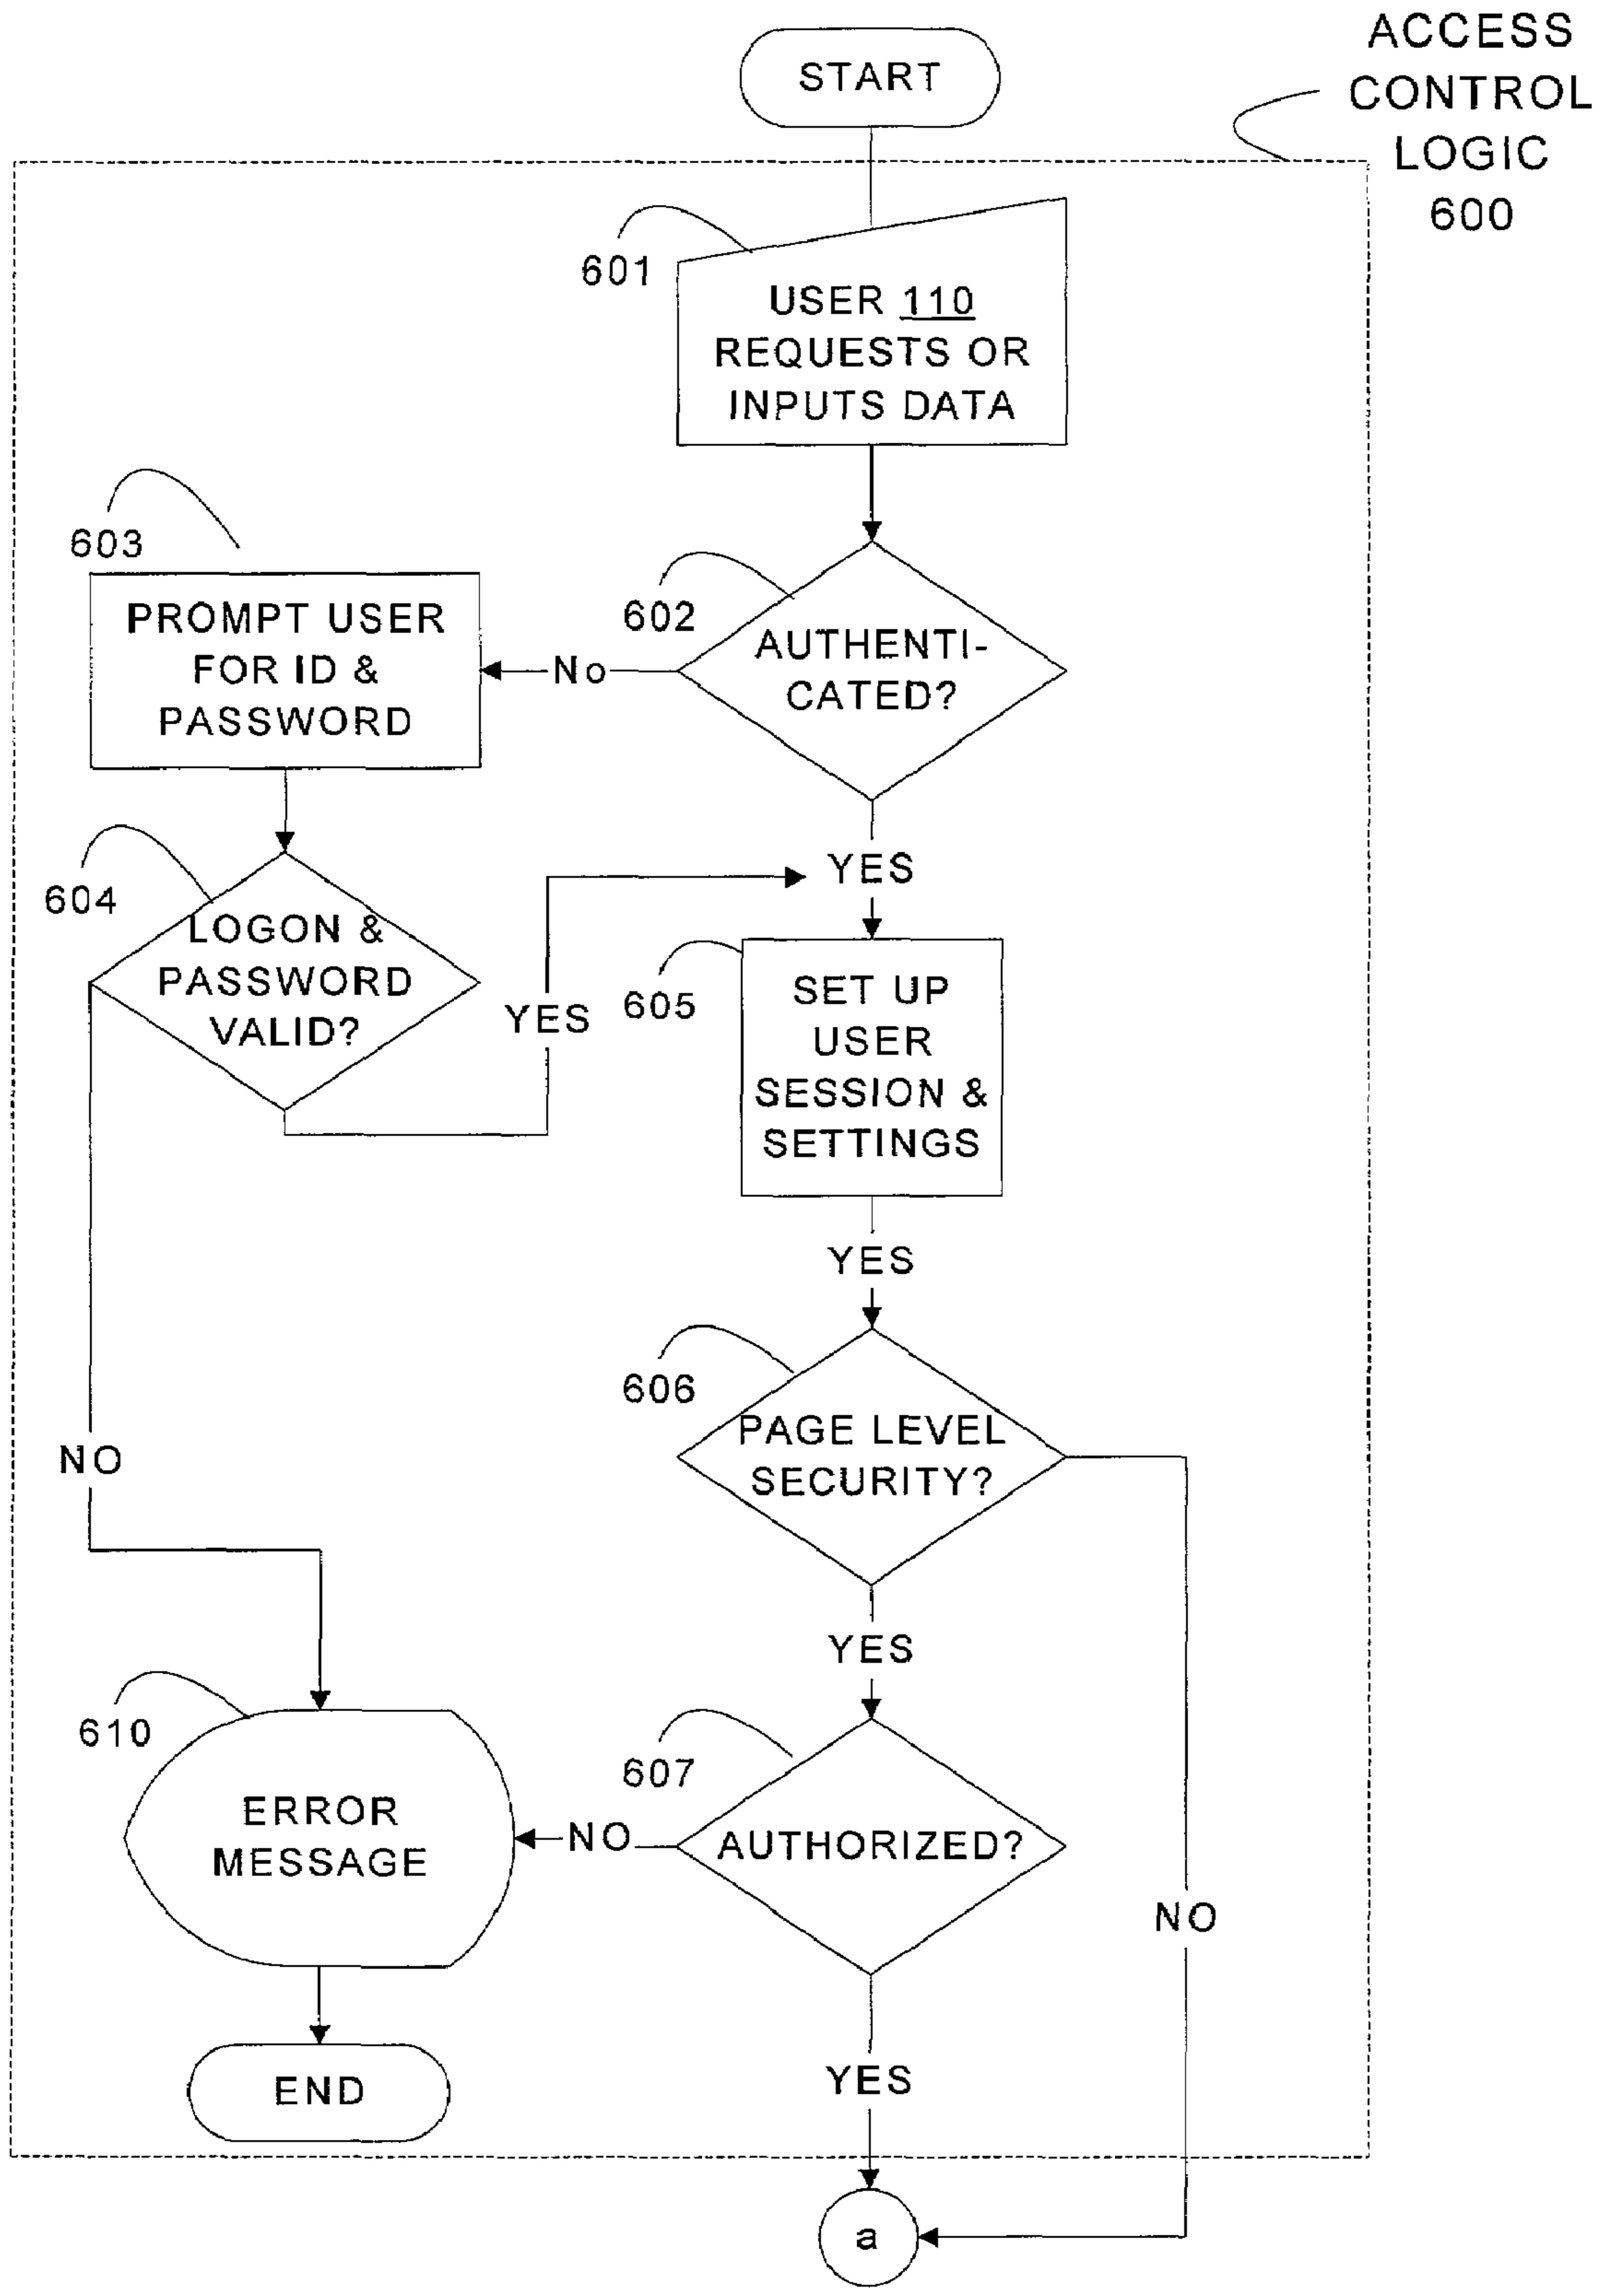 START
ACCESS
CONTROL
LOGIC
600
601
USER 110
REQUESTS OR
INPUTS DATA
603
PROMPT USER
FOR ID &
PASSWORD
No
602
AUTHENTI-
CATED?
604
LOGON &
PASSWORD
VALID?
YES
YES
605
SET UP
USER
SESSION &
SETTINGS
YES
606
PAGE LEVEL
SECURITY?
NO
YES
610
ERROR
MESSAGE
NO
607
AUTHORIZED?
NO
END
YES
a